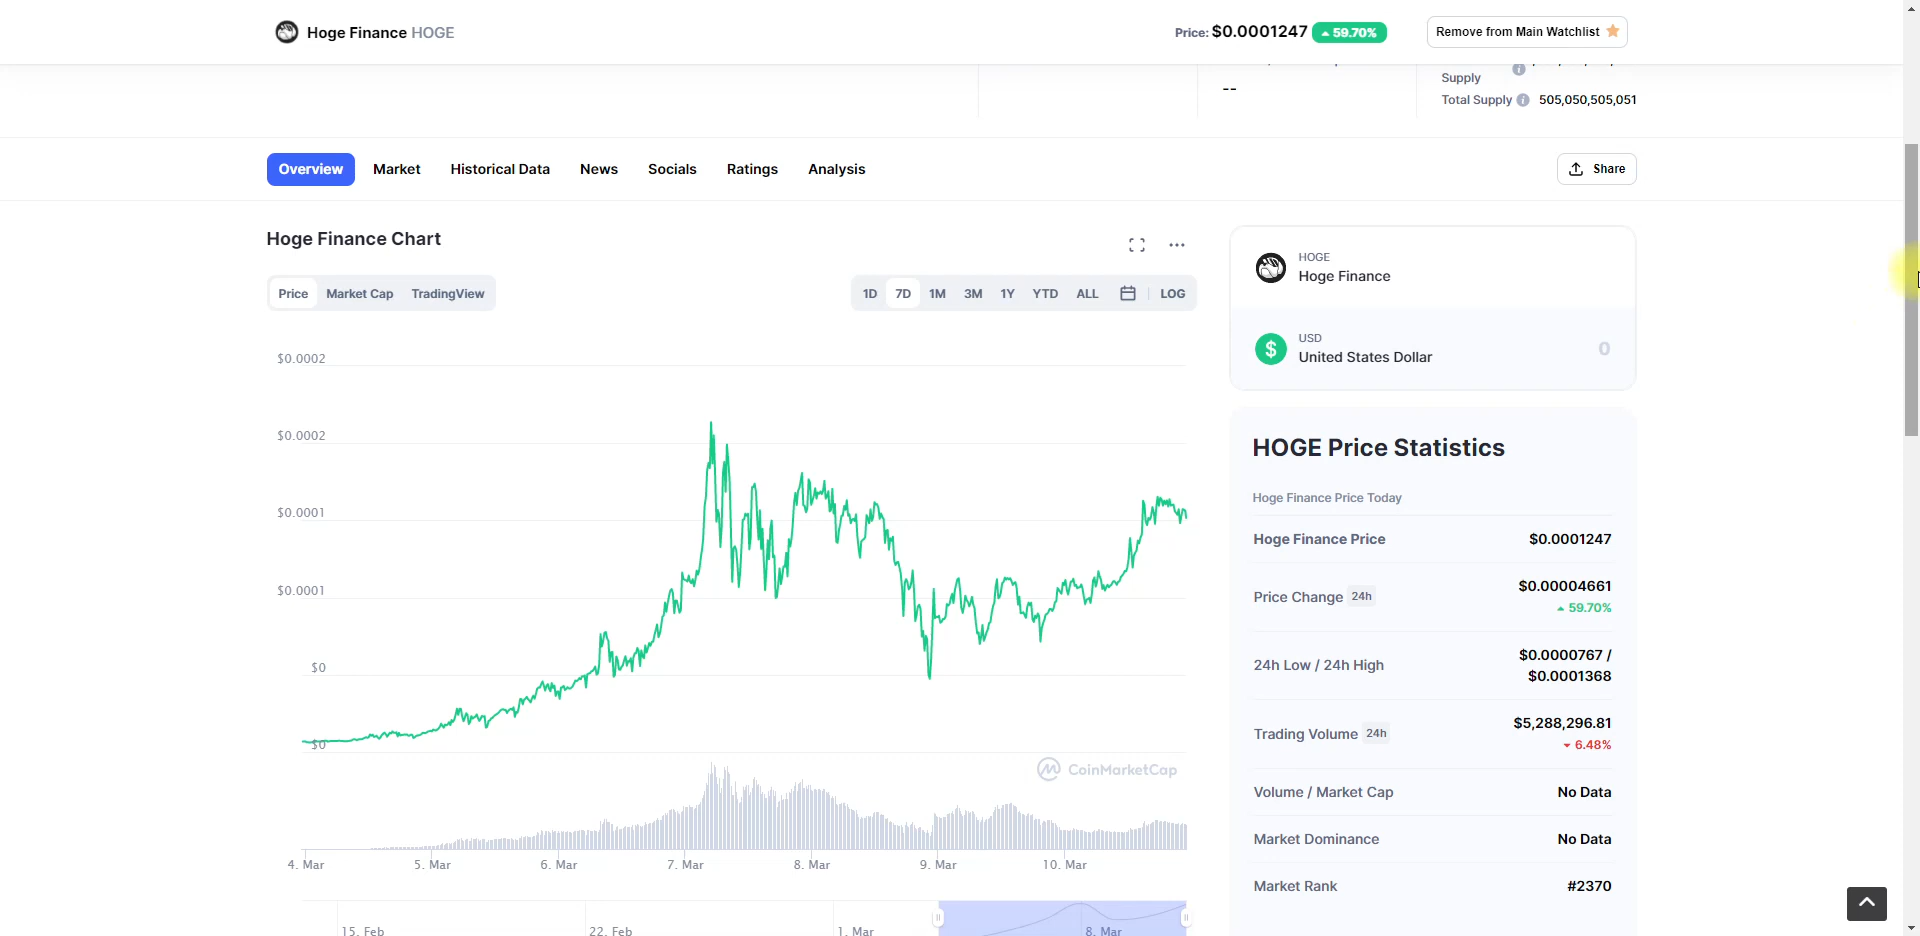 Hoge Finance HOGE
Price: $0.0001247 59.70%
Remove from Main Watchlist
--
Supply
Total Supply 505,050,505,051
Overview Market Historical Data News Socials Ratings Analysis
Share
Hoge Finance Chart
Price Market Cap TradingView
1D 7D 1M 3M 1Y YTD ALL LOG
$0.0002
$0.0002
$0.0001
$0.0001
$0
$0
CoinMarketCap
4. Mar 5. Mar 6. Mar 7. Mar 8. Mar 9. Mar 10. Mar
15. Feb 22. Feb 1. Mar 8. Mar
HOGE
Hoge Finance
USD
United States Dollar
0
HOGE Price Statistics
Hoge Finance Price Today
Hoge Finance Price $0.0001247
Price Change 24h $0.00004661
59.70%
24h Low / 24h High $0.0000767 /
$0.0001368
Trading Volume 24h $5,288,296.81
6.48%
Volume / Market Cap No Data
Market Dominance No Data
Market Rank #2370